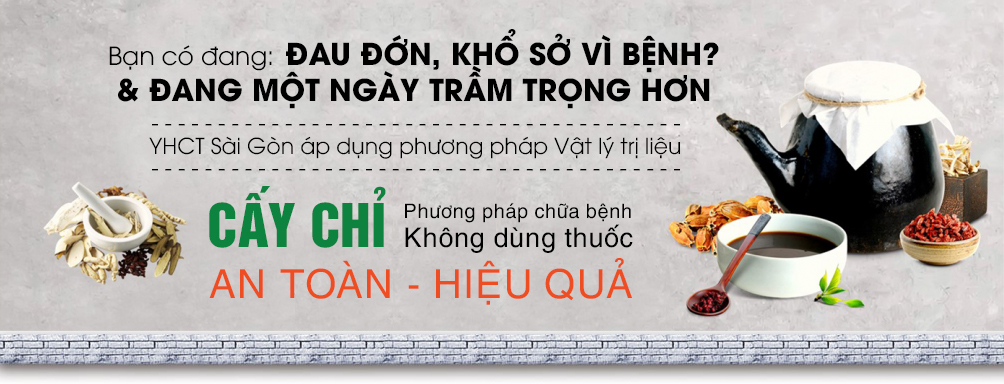 Bạn có đang: ĐAU ĐỚN, KHỔ SỞ VÌ BỆNH?
& ĐANG MỘT NGÀY TRẦM TRỌNG HƠN
YHCT Sài Gòn áp dụng phương pháp Vật lý trị liệu
CẤY CHỈ
Phương pháp chữa bệnh
Không dùng thuốc
AN TOÀN - HIỆU QUẢ